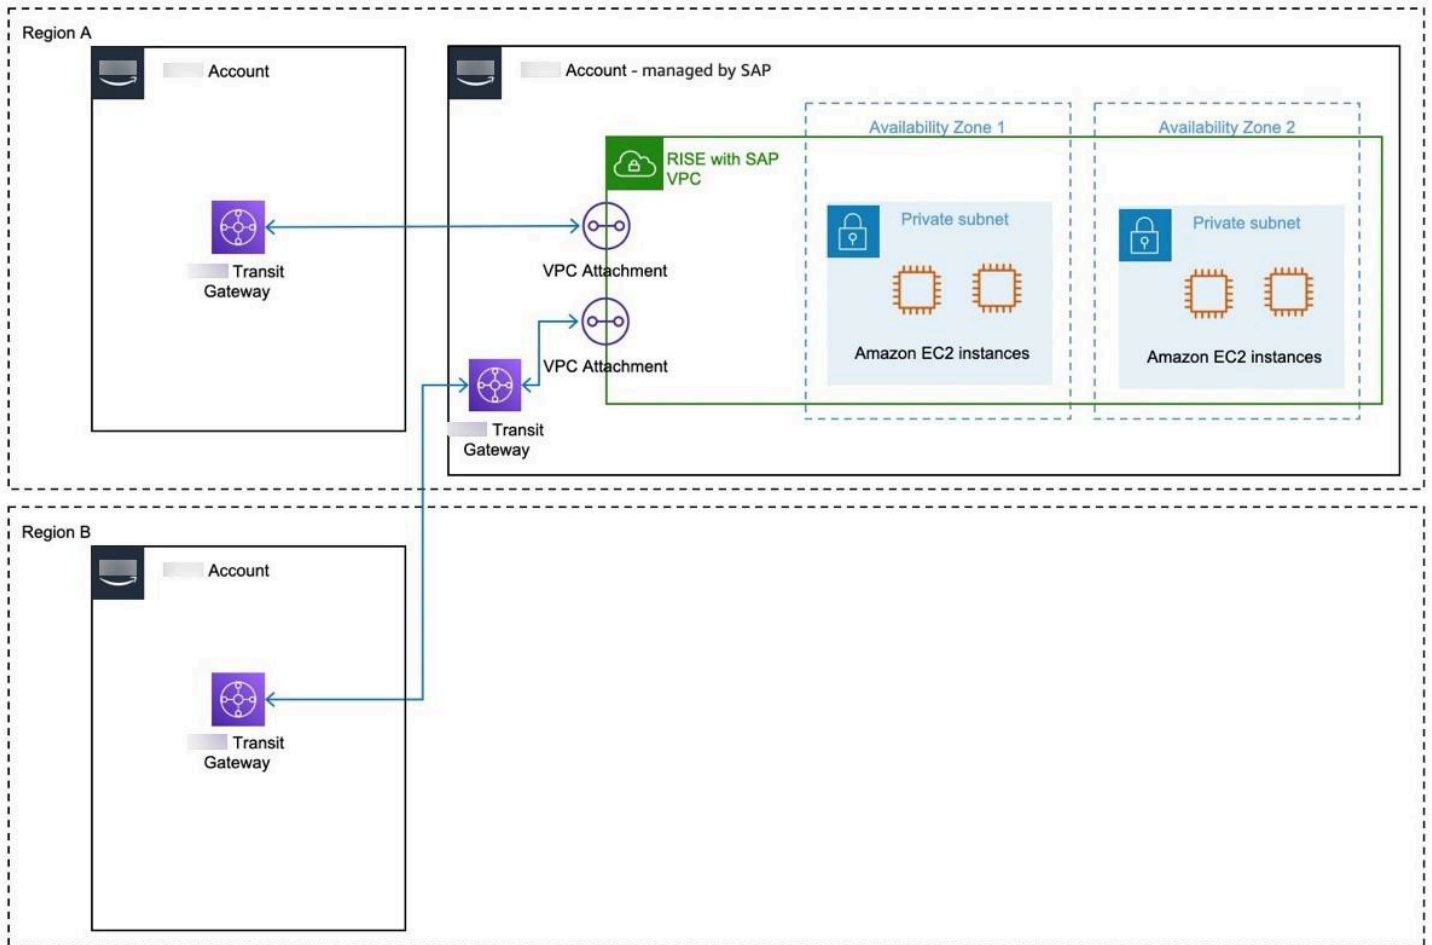 Region A
Account
Account - managed by SAP
Availability Zone 1
Availability Zone 2
RISE with SAP
VPC
Private subnet
Private subnet
Transit
Gateway
VPC Attachment
VPC Attachment
Amazon EC2 instances
Amazon EC2 instances
Transit
Gateway
Region B
Account
Transit
Gateway